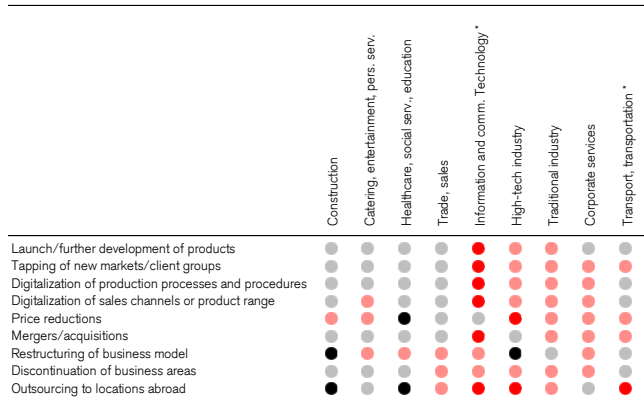 Construction
Catering, entertainment, pers. serv.
Healthcare, social serv., education
Trade, sales
Information and comm. Technology *
High-tech industry
Traditional industry
Corporate services
Transport, transportation *
Launch/further development of products
Tapping of new markets/client groups
Digitalization of production processes and procedures
Digitalization of sales channels or product range
Price reductions
Mergers/acquisitions
Restructuring of business model
Discontinuation of business areas
Outsourcing to locations abroad